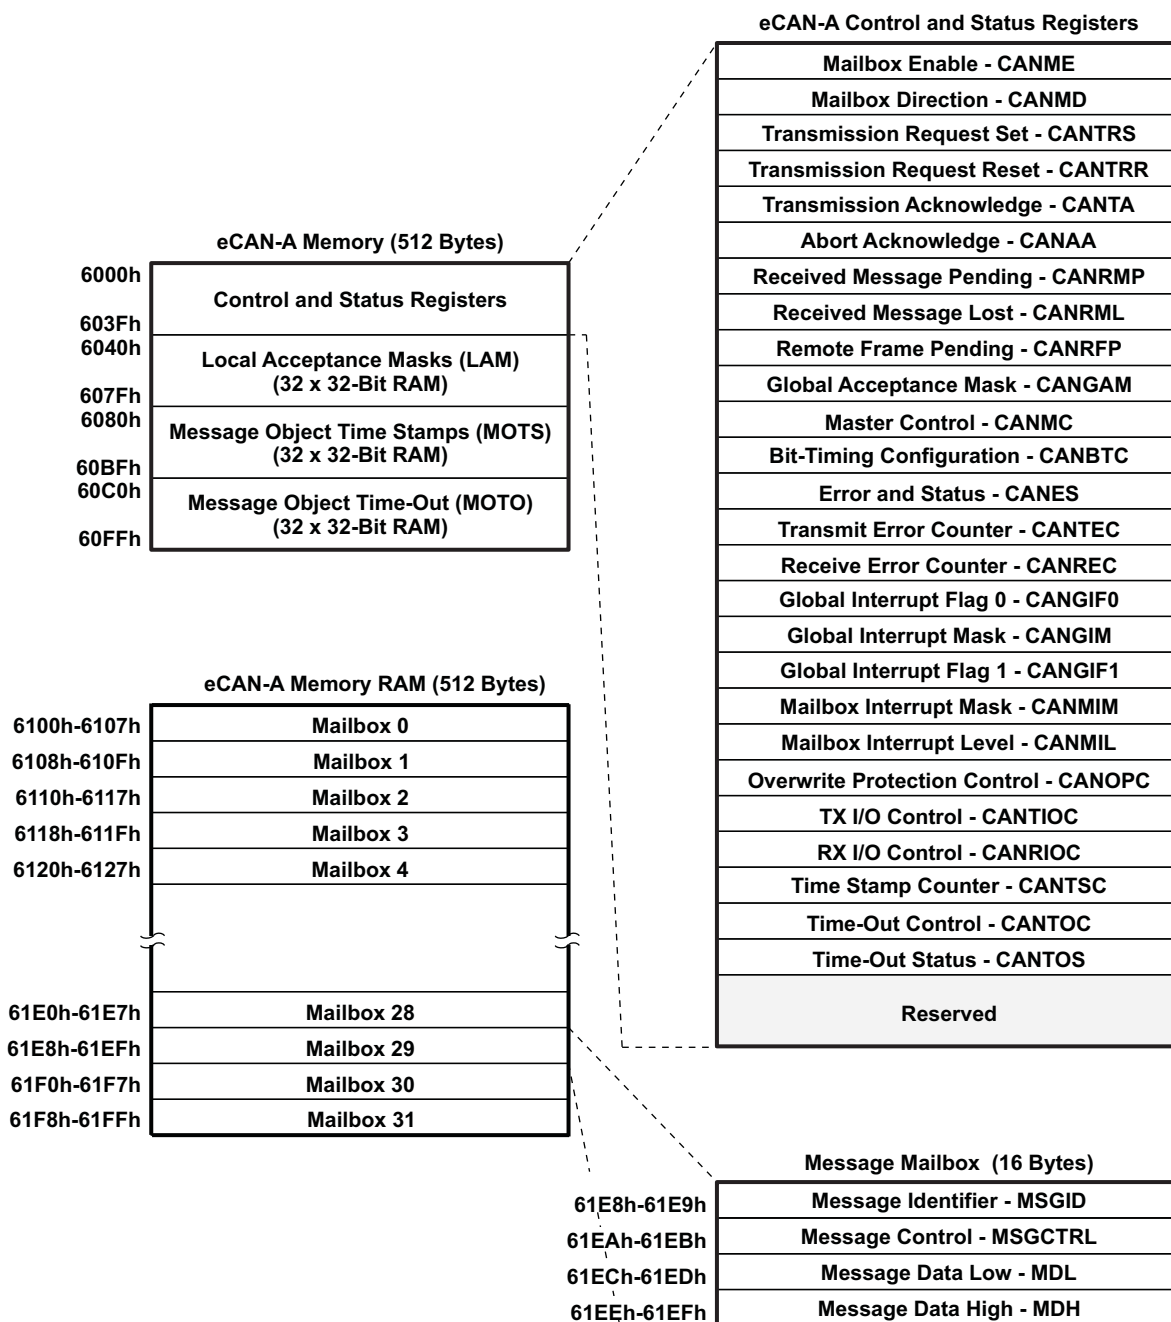 eCAN-A Control and Status Registers
Mailbox Enable - CANME
Mailbox Direction - CANMD
Transmission Request Set - CANTRS
Transmission Request Reset - CANTRR
Transmission Acknowledge - CANTA
Abort Acknowledge - CANAA
Received Message Pending - CANRMP
Received Message Lost - CANRML
Remote Frame Pending - CANRFP
Global Acceptance Mask - CANGAM
Master Control - CANMC
Bit-Timing Configuration - CANBTC
Error and Status - CANES
Transmit Error Counter - CANTEC
Receive Error Counter - CANREC
Global Interrupt Flag 0 - CANGIF0
Global Interrupt Mask - CANGIM
Global Interrupt Flag 1 - CANGIF1
Mailbox Interrupt Mask - CANMIM
Mailbox Interrupt Level - CANMIL
Overwrite Protection Control - CANOPC
TX I/O Control - CANTIOC
RX I/O Control - CANRIOC
Time Stamp Counter - CANTSC
Time-Out Control - CANTOC
Time-Out Status - CANTOS
Reserved
eCAN-A Memory (512 Bytes)
6000h
Control and Status Registers
603Fh
6040h
Local Acceptance Masks (LAM)
(32 x 32-Bit RAM)
607Fh
6080h
Message Object Time Stamps (MOTS)
(32 x 32-Bit RAM)
60BFh
60C0h
Message Object Time-Out (MOTO)
(32 x 32-Bit RAM)
60FFh
eCAN-A Memory RAM (512 Bytes)
6100h-6107h Mailbox 0
6108h-610Fh Mailbox 1
6110h-6117h Mailbox 2
6118h-611Fh Mailbox 3
6120h-6127h Mailbox 4
61E0h-61E7h Mailbox 28
61E8h-61EFh Mailbox 29
61F0h-61F7h Mailbox 30
61F8h-61FFh Mailbox 31
Message Mailbox (16 Bytes)
61E8h-61E9h Message Identifier - MSGID
61EAh-61EBh Message Control - MSGCTRL
61ECh-61EDh Message Data Low - MDL
61EEh-61EFh Message Data High - MDH